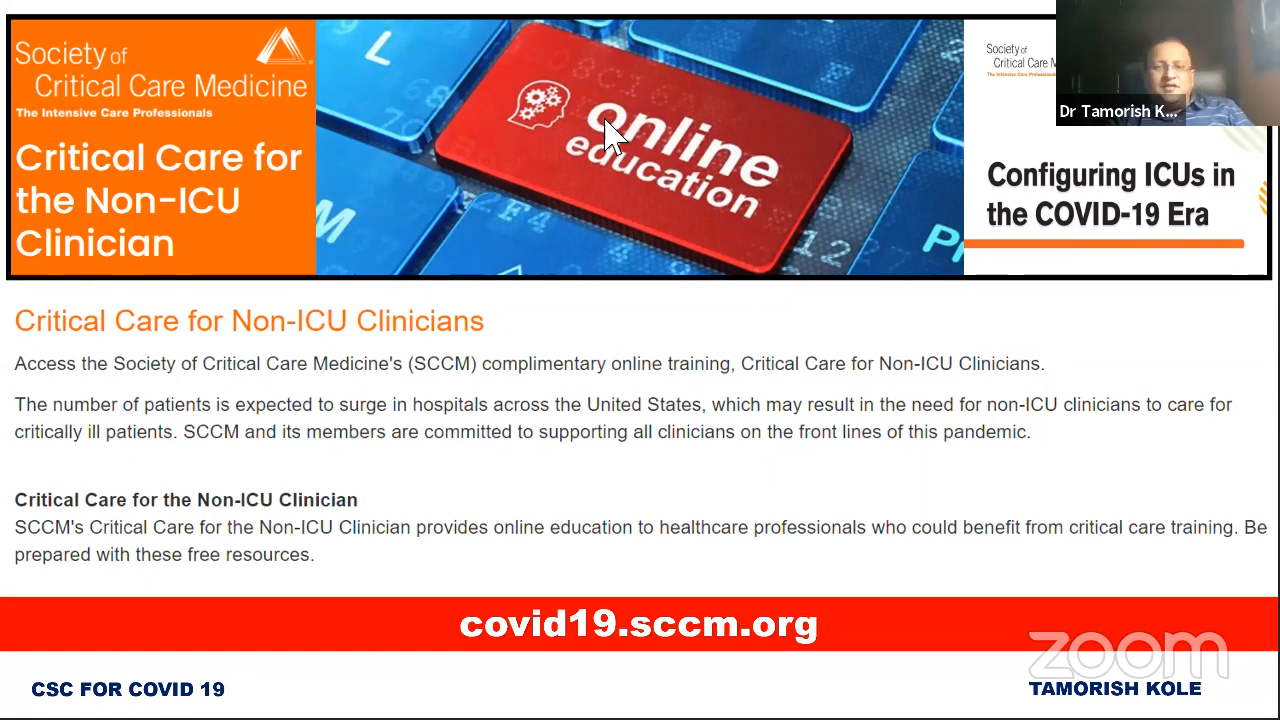 Society of
Critical Care Medicine
The Intensive Care Professionals
Critical Care for
the Non-ICU
Clinician
L
M
online
education
Society of
Critical Care M
Dr Tamorish K...
Configuring ICUs in
the COVID-19 Era
Critical Care for Non-ICU Clinicians
Access the Society of Critical Care Medicine's (SCCM) complimentary online training, Critical Care for Non-ICU Clinicians.
The number of patients is expected to surge in hospitals across the United States, which may result in the need for non-ICU clinicians to care for
critically ill patients. SCCM and its members are committed to supporting all clinicians on the front lines of this pandemic.
Critical Care for the Non-ICU Clinician
SCCM's Critical Care for the Non-ICU Clinician provides online education to healthcare professionals who could benefit from critical care training. Be
prepared with these free resources.
covid19.sccm.org
zoom
CSC FOR COVID 19
TAMORISH KOLE